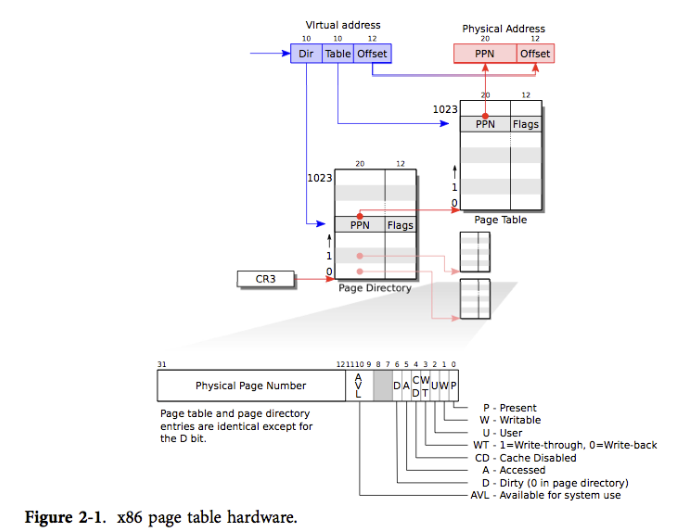 Virtual address
10 10 12
Dir Table Offset
Physical Address
20 12
PPN Offset
20 12
1023
PPN Flags
1
0
Page Table
20 12
1023
PPN Flags
1
0
CR3
Page Directory
31 12 11 10 9 8 7 6 5 4 3 2 1 0
Physical Page Number
A
V
L
D A
C
D
W
T
U W P
Page table and page directory
entries are identical except for
the D bit.
P - Present
W - Writable
U - User
WT - 1=Write-through, 0=Write-back
CD - Cache Disabled
A - Accessed
D - Dirty (0 in page directory)
AVL - Available for system use
Figure 2-1. x86 page table hardware.